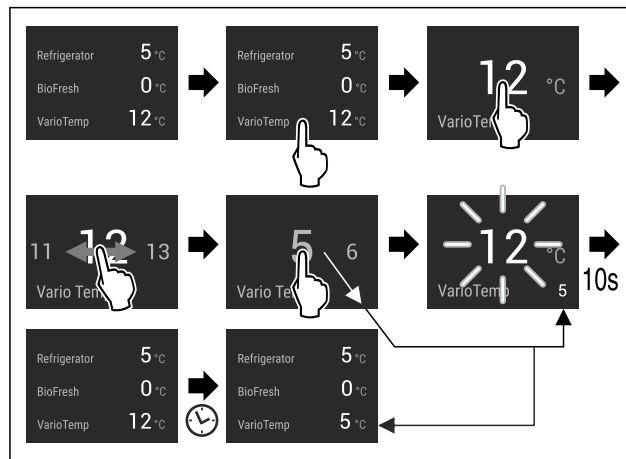 Refrigerator 5 °C
BioFresh 0 °C
VarioTemp 12 °C
Refrigerator 5 °C
BioFresh 0 °C
VarioTemp 12 °C
12 °C
VarioTemp
11 12 13
Vario Temp
5 6
Vario Te
12 °C
VarioTemp 5
10s
Refrigerator 5 °C
BioFresh 0 °C
VarioTemp 12 °C
Refrigerator 5 °C
BioFresh 0 °C
VarioTemp 5 °C